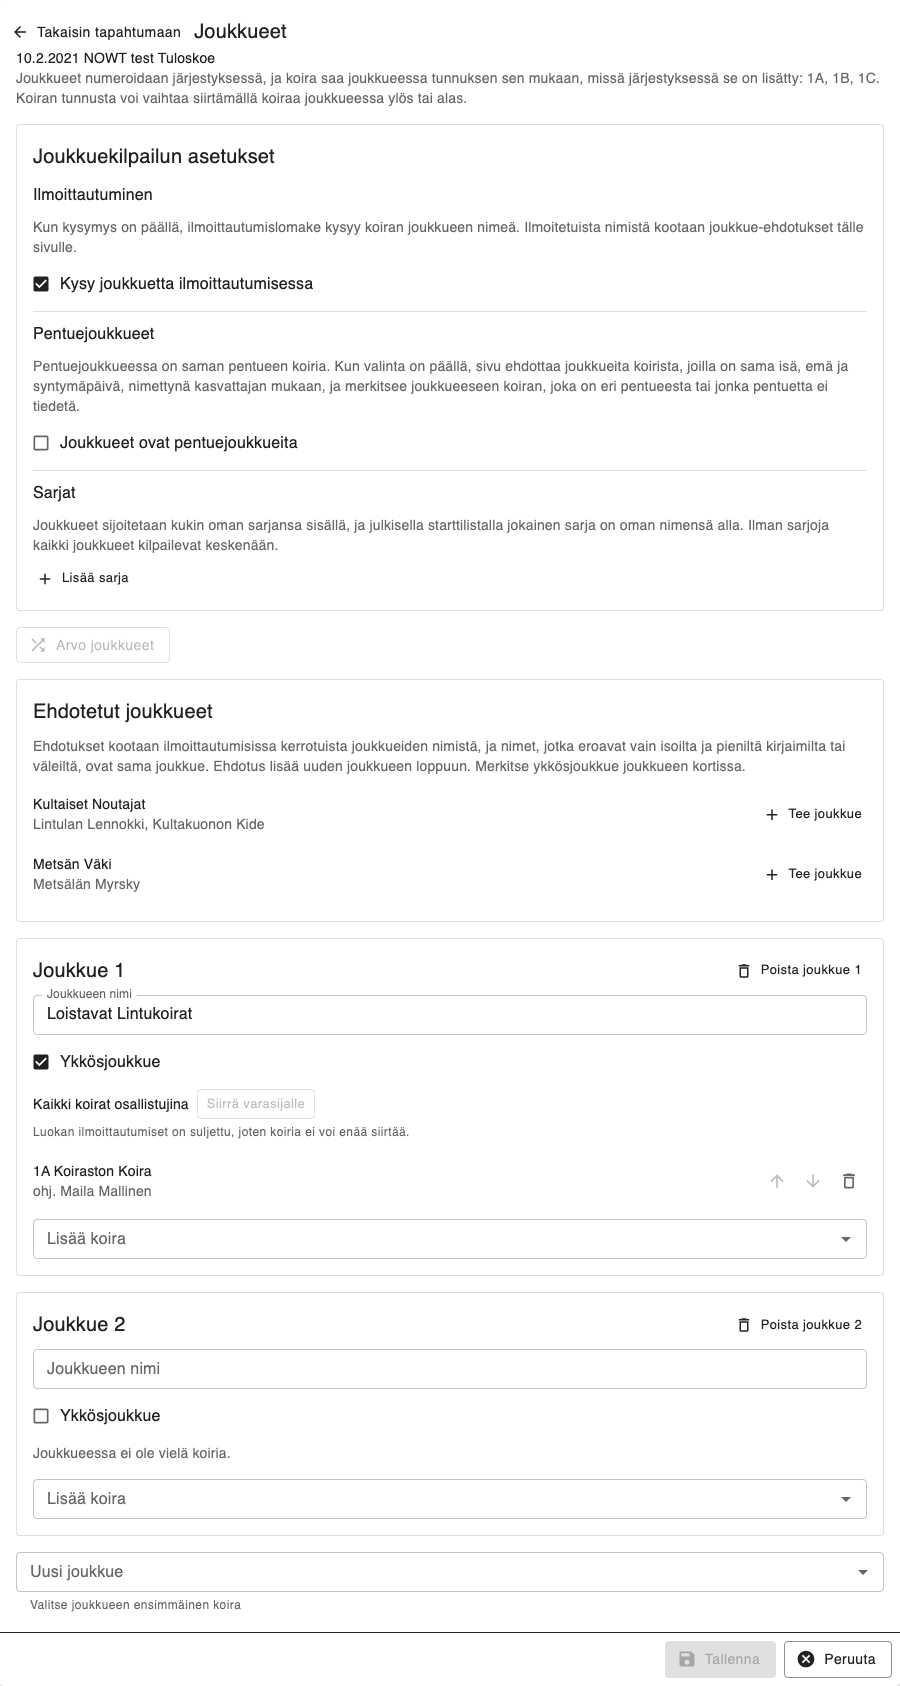 Takaisin tapahtumaan Joukkueet
10.2.2021 NOWT test Tuloskoe
Joukkueet numeroidaan järjestyksessä, ja koira saa joukkueessa tunnuksen sen mukaan, missä järjestyksessä se on lisätty: 1A, 1B, 1C.
Koiran tunnusta voi vaihtaa siirtämällä koiraa joukkueessa ylös tai alas.
Joukkuekilpailun asetukset
Ilmoittautuminen
Kun kysymys on päällä, ilmoittautumislomake kysyy koiran joukkueen nimeä. Ilmoitetuista nimistä kootaan joukkue-ehdotukset tälle
sivulle.
Kysy joukkuetta ilmoittautumisessa
Pentuejoukkueet
Pentuejoukkueessa on saman pentueen koiria. Kun valinta on päällä, sivu ehdottaa joukkueita koirista, joilla on sama isä, emä ja
syntymäpäivä, nimettynä kasvattajan mukaan, ja merkitsee joukkueeseen koiran, joka on eri pentueesta tai jonka pentuetta ei
tiedetä.
Joukkueet ovat pentuejoukkueita
Sarjat
Joukkueet sijoitetaan kukin oman sarjansa sisällä, ja julkisella starttilistalla jokainen sarja on oman nimensä alla. Ilman sarjoja
kaikki joukkueet kilpailevat keskenään.
Lisää sarja
Arvo joukkueet
Ehdotetut joukkueet
Ehdotukset kootaan ilmoittautumisissa kerrotuista joukkueiden nimistä, ja nimet, jotka eroavat vain isoilta ja pieniltä kirjaimilta tai
väleiltä, ovat sama joukkue. Ehdotus lisää uuden joukkueen loppuun. Merkitse ykkösjoukkue joukkueen kortissa.
Kultaiset Noutajat
Lintulan Lennokki, Kultakuonon Kide
Tee joukkue
Metsän Väki
Metsälän Myrsky
Tee joukkue
Joukkue 1
Poista joukkue 1
Joukkueen nimi
Loistavat Lintukoirat
Ykkösjoukkue
Kaikki koirat osallistujina Siirrä varasijalle
Luokan ilmoittautumiset on suljettu, joten koiria ei voi enää siirtää.
1A Koiraston Koira
ohj. Maila Mallinen
Lisää koira
Joukkue 2
Poista joukkue 2
Joukkueen nimi
Ykkösjoukkue
Joukkueessa ei ole vielä koiria.
Lisää koira
Uusi joukkue
Valitse joukkueen ensimmäinen koira
Tallenna Peruuta